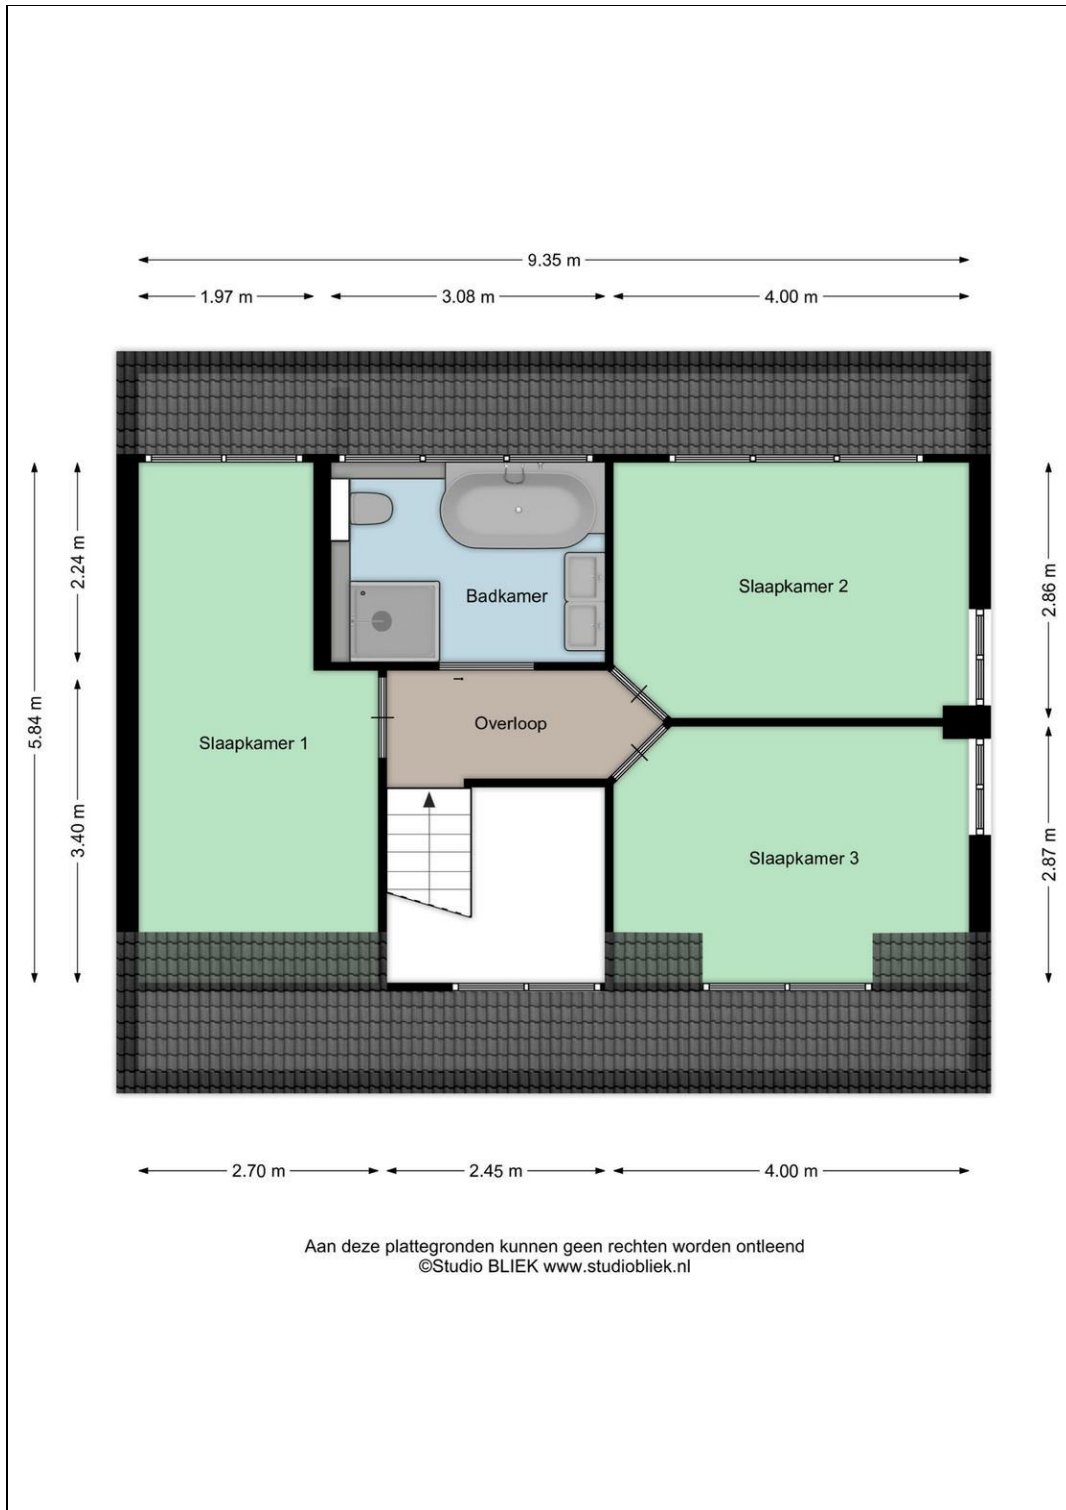 9.35 m
1.97 m
3.08 m
4.00 m
5.84 m
2.24 m
3.40 m
2.86 m
2.87 m
Badkamer
Slaapkamer 2
Slaapkamer 1
Overloop
Slaapkamer 3
2.70 m
2.45 m
4.00 m
Aan deze plattegronden kunnen geen rechten worden ontleend
©Studio BLIEK www.studiobliek.nl